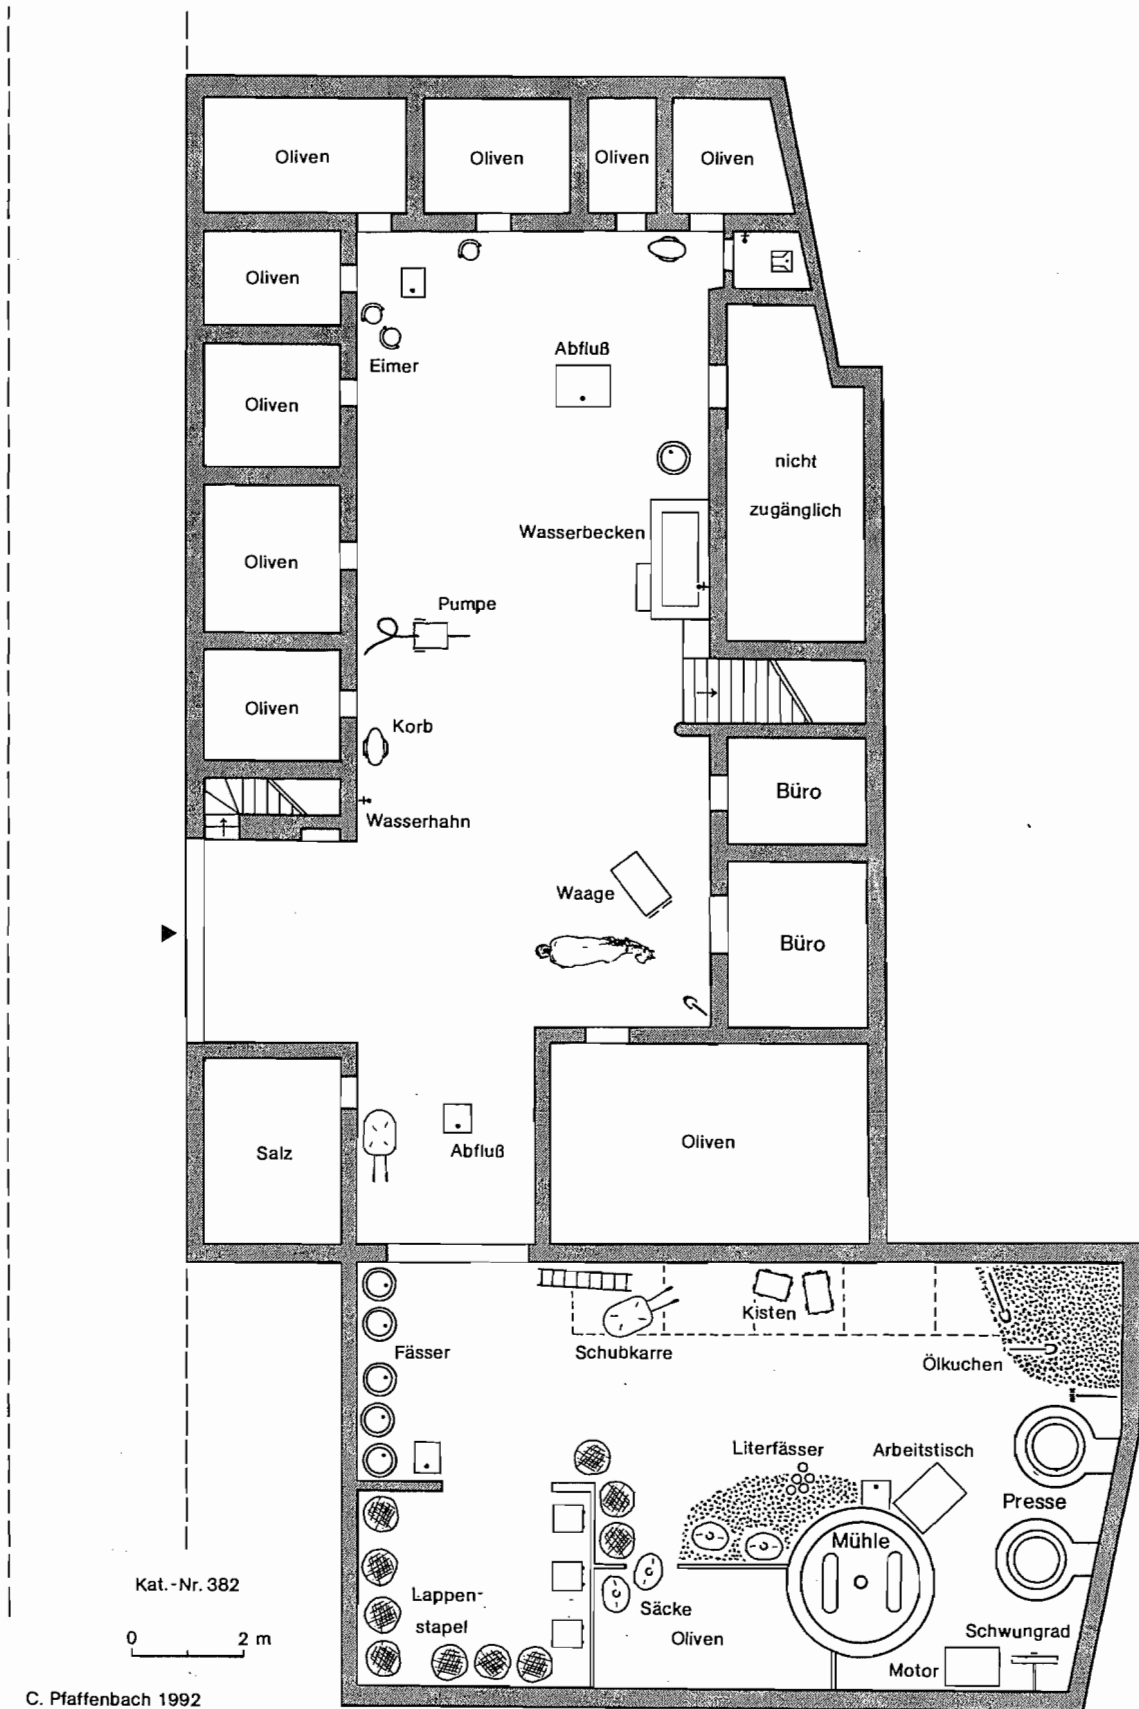 Oliven
Oliven
Oliven
Oliven
Oliven
Eimer
Abfluß
Oliven
nicht
zugänglich
Wasserbecken
Oliven
Pumpe
Oliven
Korb
Büro
Wasserhahn
Waage
Büro
Salz
Abfluß
Oliven
Kisten
Fässer
Schubkarre
Ölkuchen
Literfässer
Arbeitstisch
Presse
Mühle
Kat.-Nr. 382
Lappen-
stapel
Säcke
Oliven
Schwungrad
Motor
0 2 m
C. Pfaffenbach 1992